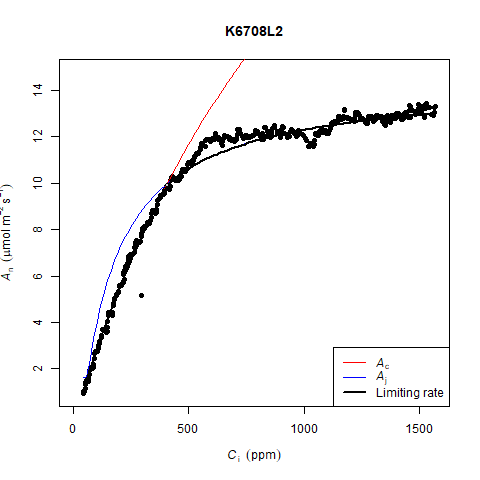 K6708L2
14
12
10
8
6
4
2
Aₙ (μmol m⁻² s⁻¹)
0
500
1000
1500
Cᵢ (ppm)
A꜀
Aⱼ
Limiting rate